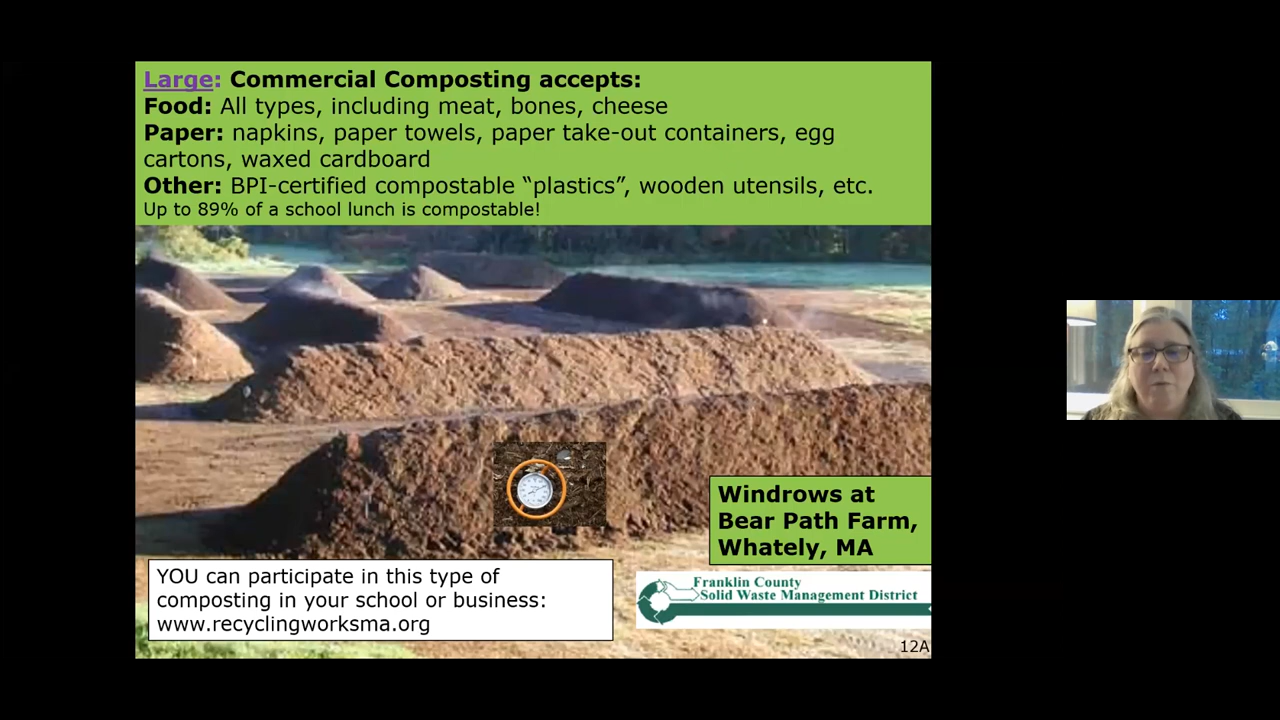 Large: Commercial Composting accepts:
Food: All types, including meat, bones, cheese
Paper: napkins, paper towels, paper take-out containers, egg
cartons, waxed cardboard
Other: BPI-certified compostable “plastics”, wooden utensils, etc.
Up to 89% of a school lunch is compostable!
Windrows at
Bear Path Farm,
Whately, MA
YOU can participate in this type of
composting in your school or business:
www.recyclingworksma.org
Franklin County
Solid Waste Management District
12A